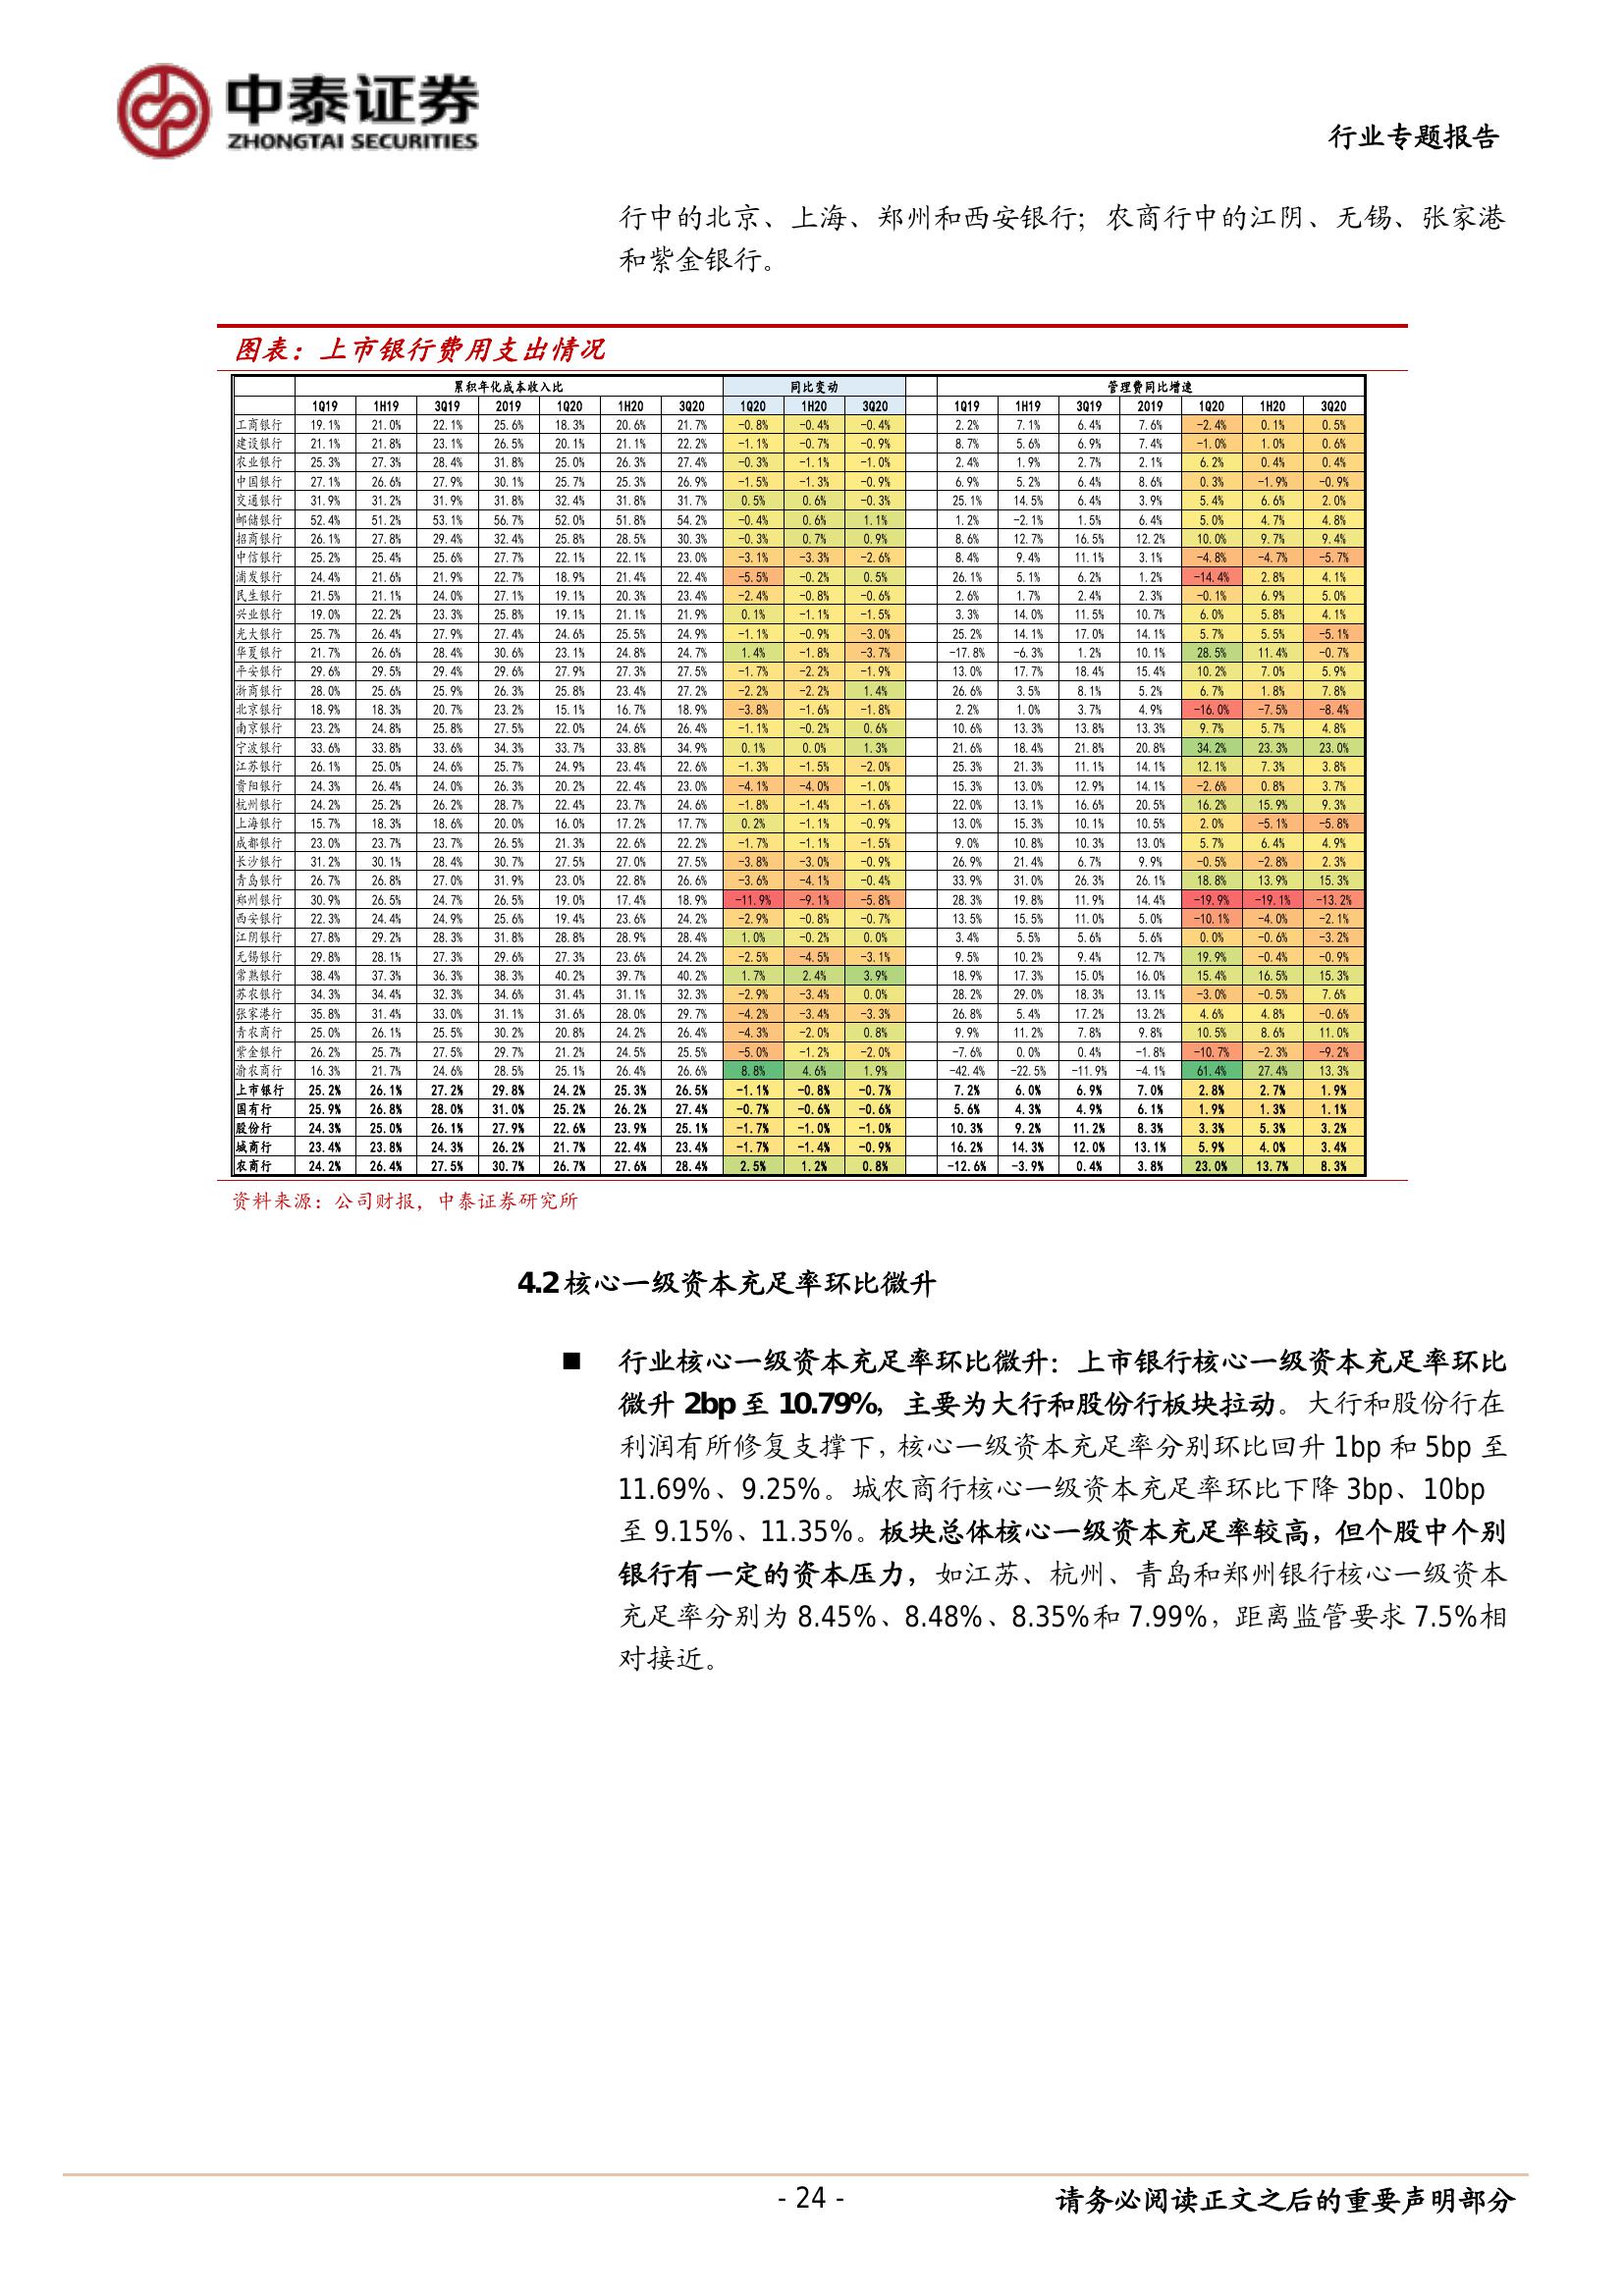 中泰证券
ZHONGTAI SECURITIES
行业专题报告
行中的北京、上海、郑州和西安银行；农商行中的江阴、无锡、张家港
和紫金银行。
图表：上市银行费用支出情况
累积年化成本收入比 同比变动 管理费同比增速
1Q19 1H19 3Q19 2019 1Q20 1H20 3Q20 1Q20 1H20 3Q20 1Q19 1H19 3Q19 2019 1Q20 1H20 3Q20
工商银行 19.1% 21.0% 22.1% 25.6% 18.3% 20.6% 21.7% -0.8% -0.4% -0.4% 2.2% 7.1% 6.4% 7.6% -2.4% 0.1% 0.5%
建设银行 21.1% 21.8% 23.1% 26.5% 20.1% 21.1% 22.2% -1.1% -0.7% -0.9% 8.7% 5.6% 6.9% 7.4% -1.0% 1.0% 0.6%
农业银行 25.3% 27.3% 28.4% 31.8% 25.0% 26.3% 27.4% -0.3% -1.1% -1.0% 2.4% 1.9% 2.7% 2.1% 6.2% 0.4% 0.4%
中国银行 27.1% 26.6% 27.9% 30.1% 25.7% 25.3% 26.9% -1.5% -1.3% -0.9% 6.9% 5.2% 6.4% 8.6% 0.3% -1.9% -0.9%
交通银行 31.9% 31.2% 31.9% 31.8% 32.4% 31.8% 31.7% 0.5% 0.6% -0.3% 25.1% 14.5% 6.4% 3.9% 5.4% 6.6% 2.0%
邮储银行 52.4% 51.2% 53.1% 56.7% 52.0% 51.8% 54.2% -0.4% 0.6% 1.1% 1.2% -2.1% 1.5% 6.4% 5.0% 4.7% 4.8%
招商银行 26.1% 27.8% 29.4% 32.4% 25.8% 28.5% 30.3% -0.3% 0.7% 0.9% 8.6% 12.7% 16.5% 12.2% 10.0% 9.7% 9.4%
中信银行 25.2% 25.4% 25.6% 27.7% 22.1% 22.1% 23.0% -3.1% -3.3% -2.6% 8.4% 9.4% 11.1% 3.1% -4.8% -4.7% -5.7%
浦发银行 24.4% 21.6% 21.9% 22.7% 18.9% 21.4% 22.4% -5.5% -0.2% 0.5% 26.1% 5.1% 6.2% 1.2% -14.4% 2.8% 4.1%
民生银行 21.5% 21.1% 24.0% 27.1% 19.1% 20.3% 23.4% -2.4% -0.8% -0.6% 2.6% 1.7% 2.4% 2.3% -0.1% 6.9% 5.0%
兴业银行 19.0% 22.2% 23.3% 25.8% 19.1% 21.1% 21.9% 0.1% -1.1% -1.5% 3.3% 14.0% 11.5% 10.7% 6.0% 5.8% 4.1%
光大银行 25.7% 26.4% 27.9% 27.4% 24.6% 25.5% 24.9% -1.1% -0.9% -3.0% 25.2% 14.1% 17.0% 14.1% 5.7% 5.5% -5.1%
华夏银行 21.7% 26.6% 28.4% 30.6% 23.1% 24.8% 24.7% 1.4% -1.8% -3.7% -17.8% -6.3% 1.2% 10.1% 28.5% 11.4% -0.7%
平安银行 29.6% 29.5% 29.4% 29.6% 27.9% 27.3% 27.5% -1.7% -2.2% -1.9% 13.0% 17.7% 18.4% 15.4% 10.2% 7.0% 5.9%
浙商银行 28.0% 25.6% 25.9% 26.3% 25.8% 23.4% 27.2% -2.2% -2.2% 1.4% 26.6% 3.5% 8.1% 5.2% 6.7% 1.8% 7.8%
北京银行 18.9% 18.3% 20.7% 23.2% 15.1% 16.7% 18.9% -3.8% -1.6% -1.8% 2.2% 1.0% 3.7% 4.9% -16.0% -7.5% -8.4%
南京银行 23.2% 24.8% 25.8% 27.5% 22.0% 24.6% 26.4% -1.1% -0.2% 0.6% 10.6% 13.3% 13.8% 13.3% 9.7% 5.7% 4.8%
宁波银行 33.6% 33.8% 33.6% 34.3% 33.7% 33.8% 34.9% 0.1% 0.0% 1.3% 21.6% 18.4% 21.8% 20.8% 34.2% 23.3% 23.0%
江苏银行 26.1% 25.0% 24.6% 25.7% 24.9% 23.4% 22.6% -1.3% -1.5% -2.0% 25.3% 21.3% 11.1% 14.1% 12.1% 7.3% 3.8%
贵阳银行 24.3% 26.4% 24.0% 26.3% 20.2% 22.4% 23.0% -4.1% -4.0% -1.0% 15.3% 13.0% 12.9% 14.1% -2.6% 0.8% 3.7%
杭州银行 24.2% 25.2% 26.2% 28.7% 22.4% 23.7% 24.6% -1.8% -1.4% -1.6% 22.0% 13.1% 16.6% 20.5% 16.2% 15.9% 9.3%
上海银行 15.7% 18.3% 18.6% 20.0% 16.0% 17.2% 17.7% 0.2% -1.1% -0.9% 13.0% 15.3% 10.1% 10.5% 2.0% -5.1% -5.8%
成都银行 23.0% 23.7% 23.7% 26.5% 21.3% 22.6% 22.2% -1.7% -1.1% -1.5% 9.0% 10.8% 10.3% 13.0% 5.7% 6.4% 4.9%
长沙银行 31.2% 30.1% 28.4% 30.7% 27.5% 27.0% 27.5% -3.8% -3.0% -0.9% 26.9% 21.4% 6.7% 9.9% -0.5% -2.8% 2.3%
青岛银行 26.7% 26.8% 27.0% 31.9% 23.0% 22.8% 26.6% -3.6% -4.1% -0.4% 33.9% 31.0% 26.3% 26.1% 18.8% 13.9% 15.3%
郑州银行 30.9% 26.5% 24.7% 26.5% 19.0% 17.4% 18.9% -11.9% -9.1% -5.8% 28.3% 19.8% 11.9% 14.4% -19.9% -19.1% -13.2%
西安银行 22.3% 24.4% 24.9% 25.6% 19.4% 23.6% 24.2% -2.9% -0.8% -0.7% 13.5% 15.5% 11.0% 5.0% -10.1% -4.0% -2.1%
江阴银行 27.8% 29.2% 28.3% 31.8% 28.8% 28.9% 28.4% 1.0% -0.2% 0.0% 3.4% 5.5% 5.6% 5.6% 0.0% -0.6% -3.2%
无锡银行 29.8% 28.1% 27.3% 29.6% 27.3% 23.6% 24.2% -2.5% -4.5% -3.1% 9.5% 10.2% 9.4% 12.7% 19.9% -0.4% -0.9%
常熟银行 38.4% 37.3% 36.3% 38.3% 40.2% 39.7% 40.2% 1.7% 2.4% 3.9% 18.9% 17.3% 15.0% 16.0% 15.4% 16.5% 15.3%
苏农银行 34.3% 34.4% 32.3% 34.6% 31.4% 31.1% 32.3% -2.9% -3.4% 0.0% 28.2% 29.0% 18.3% 13.1% -3.0% -0.5% 7.6%
张家港行 35.8% 31.4% 33.0% 31.1% 31.6% 28.0% 29.7% -4.2% -3.4% -3.3% 26.8% 5.4% 17.2% 13.2% 4.6% 4.8% -0.6%
青农商行 25.0% 26.1% 25.5% 30.2% 20.8% 24.2% 26.4% -4.3% -2.0% 0.8% 9.9% 11.2% 7.8% 9.8% 10.5% 8.6% 11.0%
紫金银行 26.2% 25.7% 27.5% 29.7% 21.2% 24.5% 25.5% -5.0% -1.2% -2.0% -7.6% 0.0% 0.4% -1.8% -10.7% -2.3% -9.2%
渝农商行 16.3% 21.7% 24.6% 28.5% 25.1% 26.4% 26.6% 8.8% 4.6% 1.9% -42.4% -22.5% -11.9% -4.1% 61.4% 27.4% 13.3%
上市银行 25.2% 26.1% 27.2% 29.8% 24.2% 25.3% 26.5% -1.1% -0.8% -0.7% 7.2% 6.0% 6.9% 7.0% 2.8% 2.7% 1.9%
国有行 25.9% 26.8% 28.0% 31.0% 25.2% 26.2% 27.4% -0.7% -0.6% -0.6% 5.6% 4.3% 4.9% 6.1% 1.9% 1.3% 1.1%
股份行 24.3% 25.0% 26.1% 27.9% 22.6% 23.9% 25.1% -1.7% -1.0% -1.0% 10.3% 9.2% 11.2% 8.3% 3.3% 5.3% 3.2%
城商行 23.4% 23.8% 24.3% 26.2% 21.7% 22.4% 23.4% -1.7% -1.4% -0.9% 16.2% 14.3% 12.0% 13.1% 5.9% 4.0% 3.4%
农商行 24.2% 26.4% 27.5% 30.7% 26.7% 27.6% 28.4% 2.5% 1.2% 0.8% -12.6% -3.9% 0.4% 3.8% 23.0% 13.7% 8.3%
资料来源：公司财报，中泰证券研究所
4.2 核心一级资本充足率环比微升
■ 行业核心一级资本充足率环比微升：上市银行核心一级资本充足率环比
微升 2bp 至 10.79%，主要为大行和股份行板块拉动。大行和股份行在
利润有所修复支撑下，核心一级资本充足率分别环比回升 1bp 和 5bp 至
11.69%、9.25%。城农商行核心一级资本充足率环比下降 3bp、10bp
至 9.15%、11.35%。板块总体核心一级资本充足率较高，但个股中个别
银行有一定的资本压力，如江苏、杭州、青岛和郑州银行核心一级资本
充足率分别为 8.45%、8.48%、8.35%和 7.99%，距离监管要求 7.5%相
对接近。
- 24 -
请务必阅读正文之后的重要声明部分